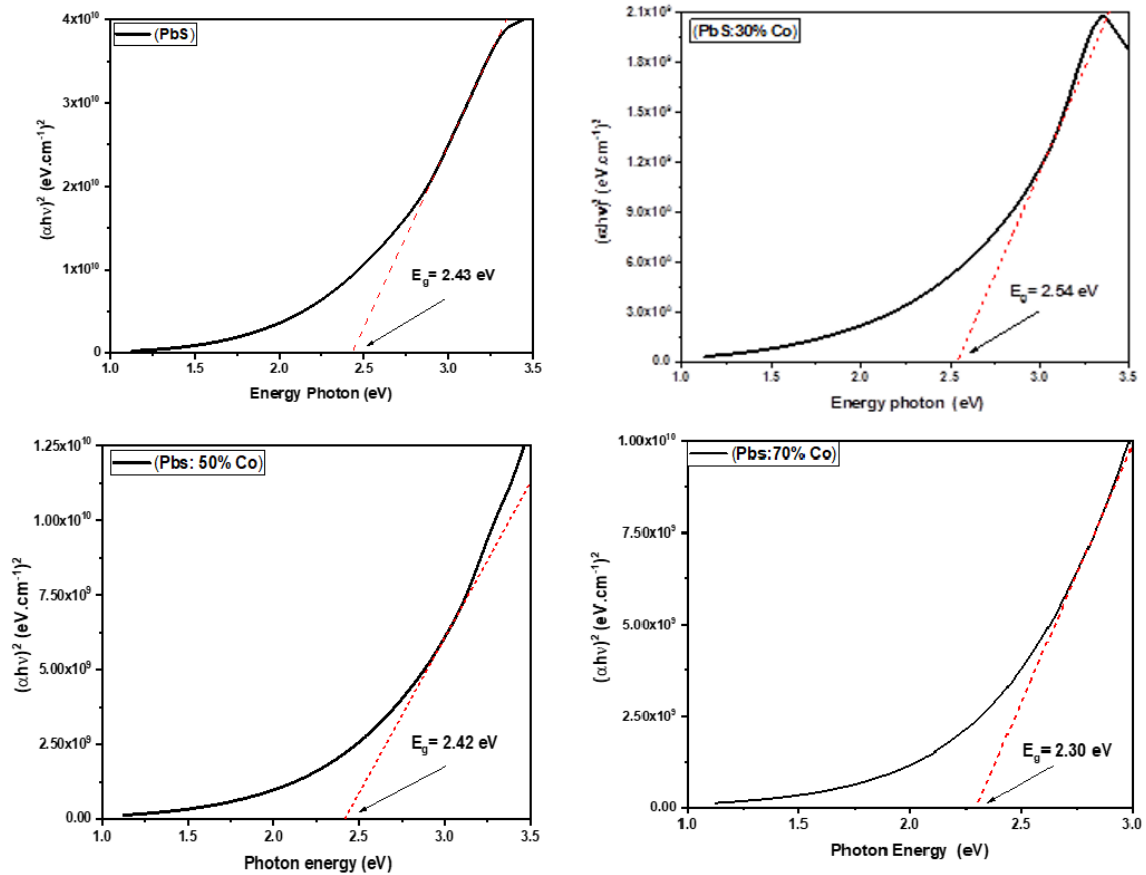 (PbS)
(αhν)² (eV.cm⁻¹)²
4x10¹⁰
3x10¹⁰
2x10¹⁰
1x10¹⁰
0
E_g= 2.43 eV
1.0 1.5 2.0 2.5 3.0 3.5
Energy Photon (eV)
(PbS:30% Co)
(αhν)² (eV.cm⁻¹)²
2.1x10⁹
1.8x10⁹
1.5x10⁹
1.2x10⁹
9.0x10⁸
6.0x10⁸
3.0x10⁸
0.0
E_g= 2.54 eV
1.0 1.5 2.0 2.5 3.0 3.5
Energy photon (eV)
(Pbs: 50% Co)
(αhν)² (eV.cm⁻¹)²
1.25x10¹⁰
1.00x10¹⁰
7.50x10⁹
5.00x10⁹
2.50x10⁹
0.00
E_g= 2.42 eV
1.0 1.5 2.0 2.5 3.0 3.5
Photon energy (eV)
(Pbs:70% Co)
(αhν)² (eV.cm⁻¹)²
1.00x10¹⁰
7.50x10⁹
5.00x10⁹
2.50x10⁹
0.00
E_g= 2.30 eV
1.0 1.5 2.0 2.5 3.0
Photon Energy (eV)